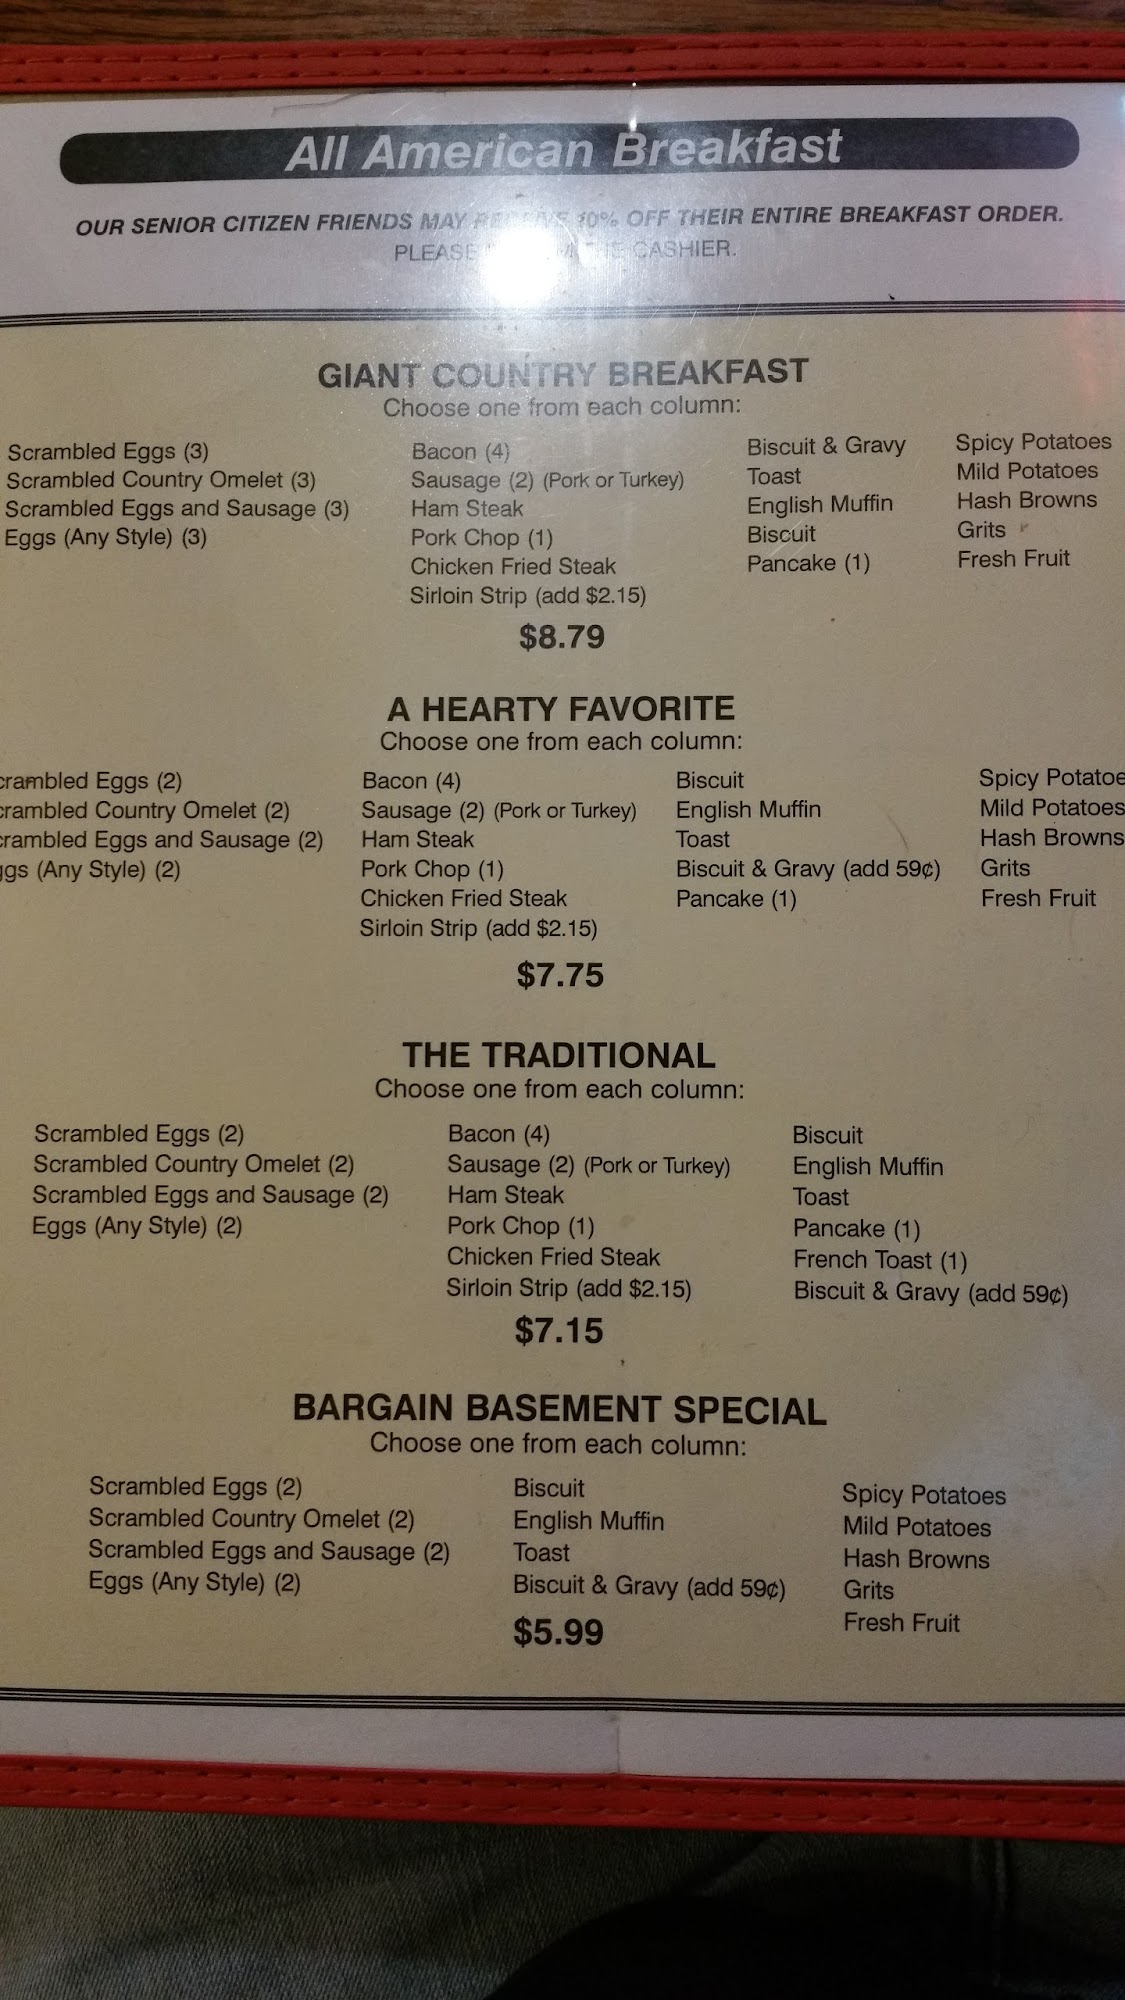 All American Breakfast
OUR SENIOR CITIZEN FRIENDS MAY RECEIVE 10% OFF THEIR ENTIRE BREAKFAST ORDER.
PLEASE THE CASHIER.
GIANT COUNTRY BREAKFAST
Choose one from each column:
Scrambled Eggs (3)
Scrambled Country Omelet (3)
Scrambled Eggs and Sausage (3)
Eggs (Any Style) (3)
Bacon (4)
Sausage (2) (Pork or Turkey)
Ham Steak
Pork Chop (1)
Chicken Fried Steak
Sirloin Strip (add $2.15)
Biscuit & Gravy
Toast
English Muffin
Biscuit
Pancake (1)
Spicy Potatoes
Mild Potatoes
Hash Browns
Grits
Fresh Fruit
$8.79
A HEARTY FAVORITE
Choose one from each column:
crambled Eggs (2)
crambled Country Omelet (2)
crambled Eggs and Sausage (2)
ggs (Any Style) (2)
Bacon (4)
Sausage (2) (Pork or Turkey)
Ham Steak
Pork Chop (1)
Chicken Fried Steak
Sirloin Strip (add $2.15)
Biscuit
English Muffin
Toast
Biscuit & Gravy (add 59¢)
Pancake (1)
Spicy Potatoe
Mild Potatoes
Hash Browns
Grits
Fresh Fruit
$7.75
THE TRADITIONAL
Choose one from each column:
Scrambled Eggs (2)
Scrambled Country Omelet (2)
Scrambled Eggs and Sausage (2)
Eggs (Any Style) (2)
Bacon (4)
Sausage (2) (Pork or Turkey)
Ham Steak
Pork Chop (1)
Chicken Fried Steak
Sirloin Strip (add $2.15)
Biscuit
English Muffin
Toast
Pancake (1)
French Toast (1)
Biscuit & Gravy (add 59¢)
$7.15
BARGAIN BASEMENT SPECIAL
Choose one from each column:
Scrambled Eggs (2)
Scrambled Country Omelet (2)
Scrambled Eggs and Sausage (2)
Eggs (Any Style) (2)
Biscuit
English Muffin
Toast
Biscuit & Gravy (add 59¢)
Spicy Potatoes
Mild Potatoes
Hash Browns
Grits
Fresh Fruit
$5.99